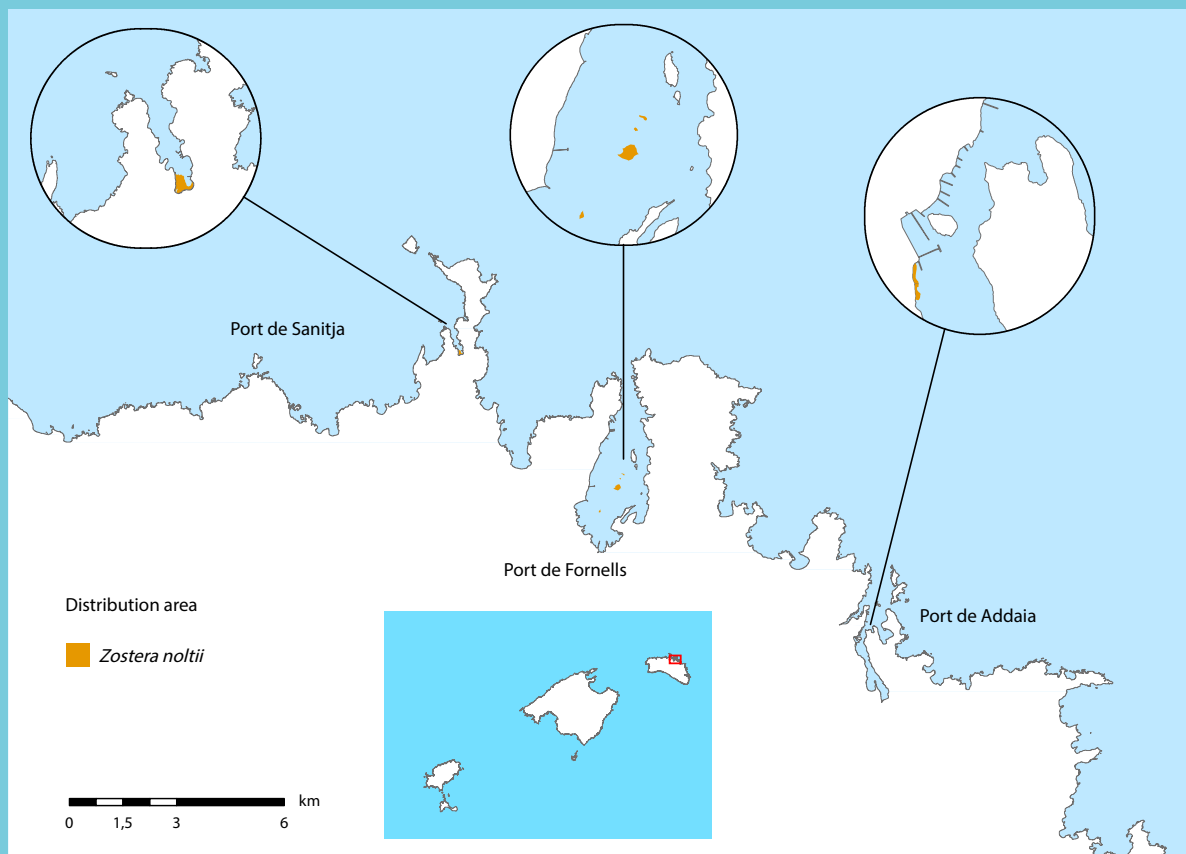 Port de Sanitja
Port de Fornells
Port de Addaia
Distribution area
Zostera noltii
km
0 1,5 3 6